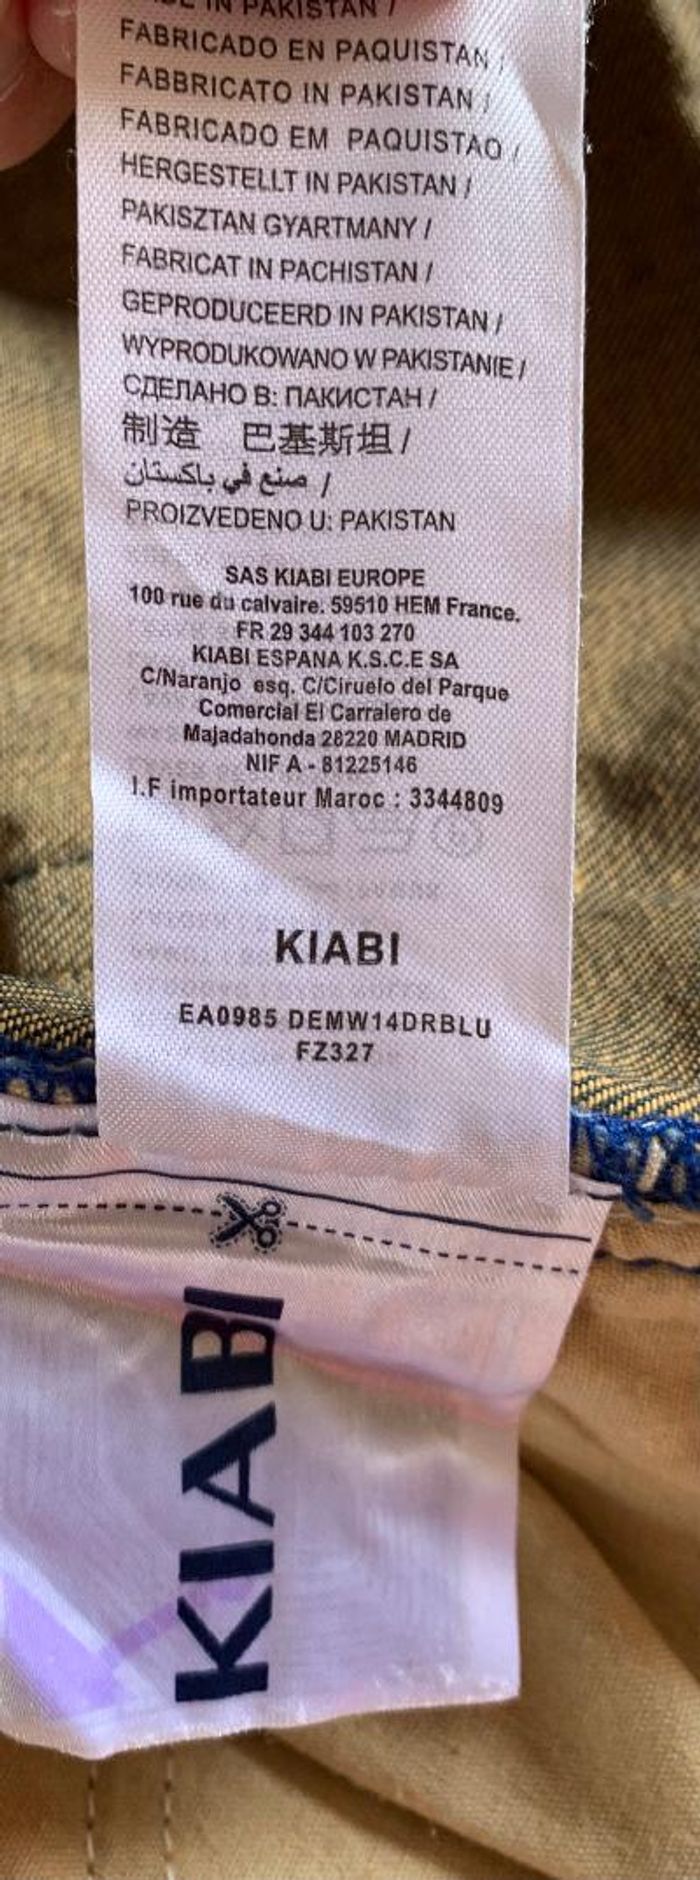 IN PAKISTAN /
FABRICADO EN PAQUISTAN /
FABBRICATO IN PAKISTAN /
FABRICADO EM PAQUISTAO /
HERGESTELLT IN PAKISTAN /
PAKISZTAN GYARTMANY /
FABRICAT IN PACHISTAN /
GEPRODUCEERD IN PAKISTAN /
WYPRODUKOWANO W PAKISTANIE /
СДЕЛАНО В: ПАКИСТАН /
制造 巴基斯坦 /
صنع في باكستان /
PROIZVEDENO U: PAKISTAN
SAS KIABI EUROPE
100 rue du calvaire. 59510 HEM France.
FR 29 344 103 270
KIABI ESPANA K.S.C.E SA
C/Naranjo esq. C/Ciruelo del Parque
Comercial El Carralero de
Majadahonda 28220 MADRID
NIF A - 81225146
I.F importateur Maroc : 3344809
KIABI
EA0985 DEMW14DRBLU
FZ327
KIABI